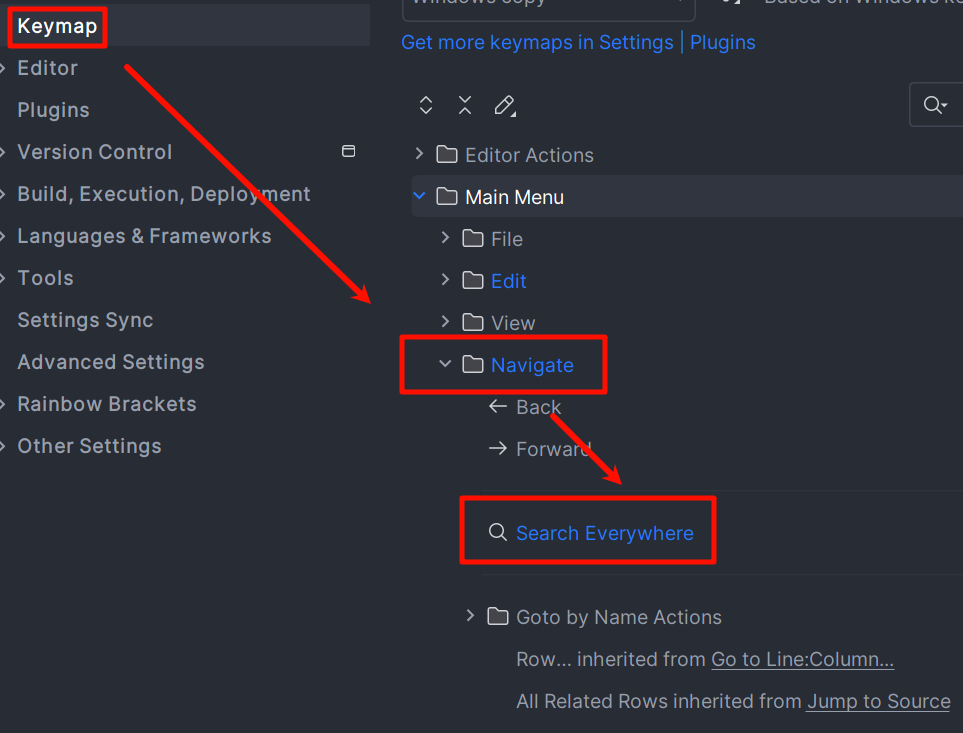 Keymap
Editor
Plugins
Version Control
Build, Execution, Deployment
Languages & Frameworks
Tools
Settings Sync
Advanced Settings
Rainbow Brackets
Other Settings
Windows copy
Based on Windows
Get more keymaps in Settings | Plugins
Editor Actions
Main Menu
File
Edit
View
Navigate
Back
Forward
Search Everywhere
Goto by Name Actions
Row... inherited from Go to Line:Column...
All Related Rows inherited from Jump to Source